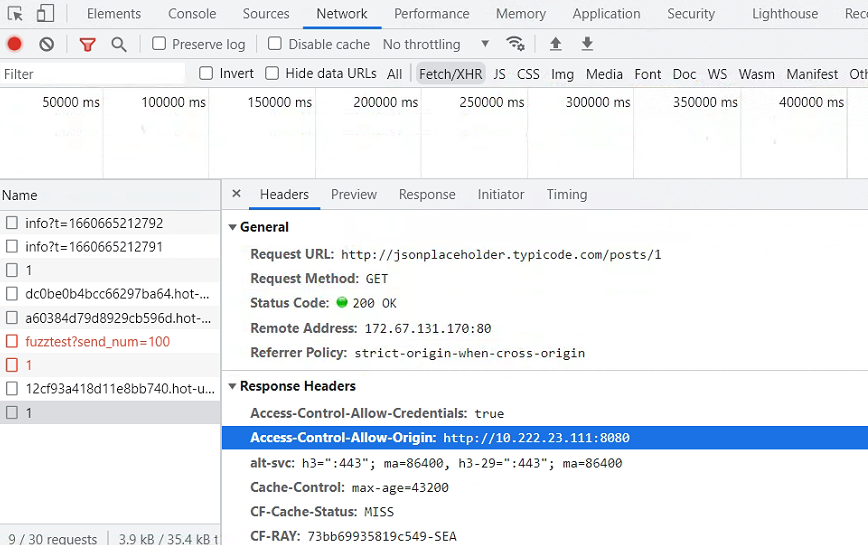 Elements Console Sources Network Performance Memory Application Security Lighthouse Rec
Preserve log Disable cache No throttling
Filter Invert Hide data URLs All Fetch/XHR JS CSS Img Media Font Doc WS Wasm Manifest Oth
50000 ms 100000 ms 150000 ms 200000 ms 250000 ms 300000 ms 350000 ms 400000 ms
Name
info?t=1660665212792
info?t=1660665212791
1
dc0be0b4bcc66297ba64.hot-...
a60384d79d8929cb596d.hot-...
fuzztest?send_num=100
1
12cf93a418d11e8bb740.hot-u...
1
9 / 30 requests 3.9 kB / 35.4 kB t
× Headers Preview Response Initiator Timing
General
Request URL: http://jsonplaceholder.typicode.com/posts/1
Request Method: GET
Status Code: 200 OK
Remote Address: 172.67.131.170:80
Referrer Policy: strict-origin-when-cross-origin
Response Headers
Access-Control-Allow-Credentials: true
Access-Control-Allow-Origin: http://10.222.23.111:8080
alt-svc: h3=":443"; ma=86400, h3-29=":443"; ma=86400
Cache-Control: max-age=43200
CF-Cache-Status: MISS
CF-RAY: 73bb69935819c549-SEA